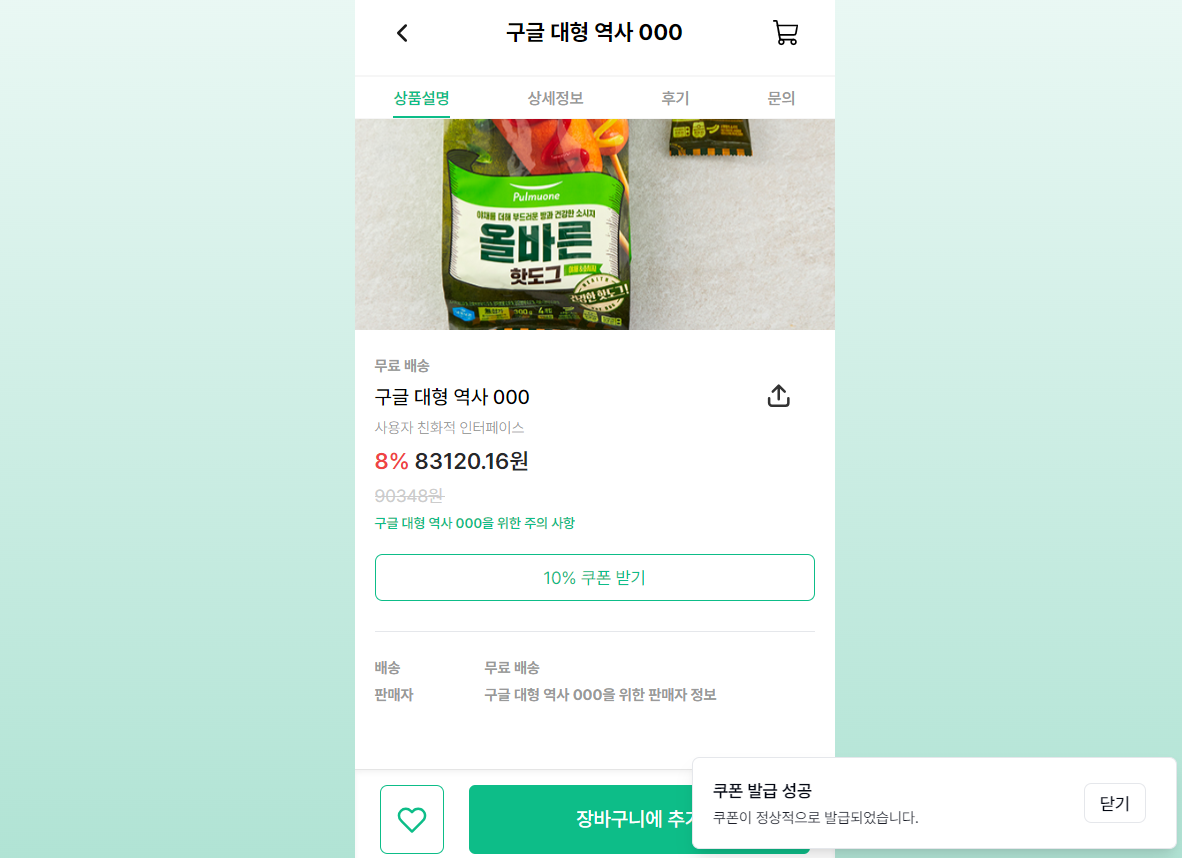 구글 대형 역사 000
상품설명 상세정보 후기 문의
Pulmuone
야채를 더해 부드러운 빵과 건강한 소시지
올바른
핫도그
건강한 핫도그!
무료 배송
구글 대형 역사 000
사용자 친화적 인터페이스
8% 83120.16원
90348원
구글 대형 역사 000을 위한 주의 사항
10% 쿠폰 받기
배송 무료 배송
판매자 구글 대형 역사 000을 위한 판매자 정보
장바구니에
쿠폰 발급 성공
쿠폰이 정상적으로 발급되었습니다.
닫기